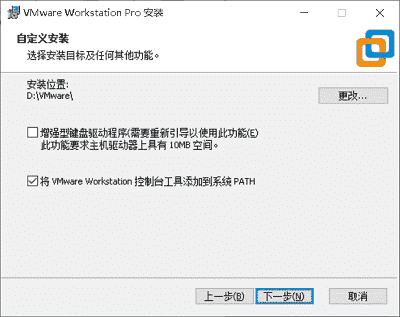 VMware Workstation Pro 安装
自定义安装
选择安装目标及任何其他功能。
安装位置:
D:\VMware\
更改...
增强型键盘驱动程序(需要重新引导以使用此功能(E)
此功能要求主机驱动器上具有 10MB 空间。
将 VMware Workstation 控制台工具添加到系统 PATH
上一步(B)
下一步(N)
取消